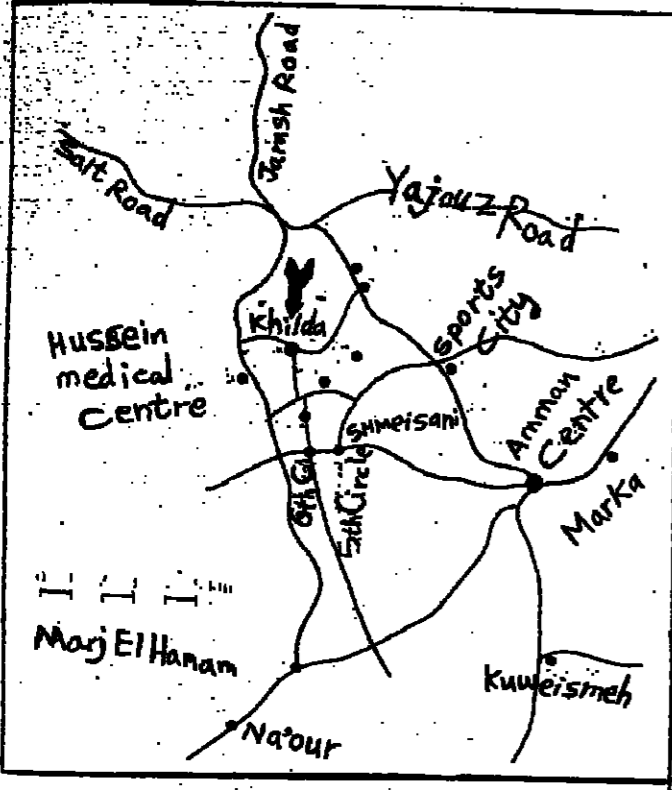 Jarash Road
Salt Road
Yajouz Road
Khilda
Sports
City
Hussein
medical
Centre
SHMeisani
Amman
Centre
6th C
5th Circle
Marka
Marj El Hamam
Kuweismeh
Na'our